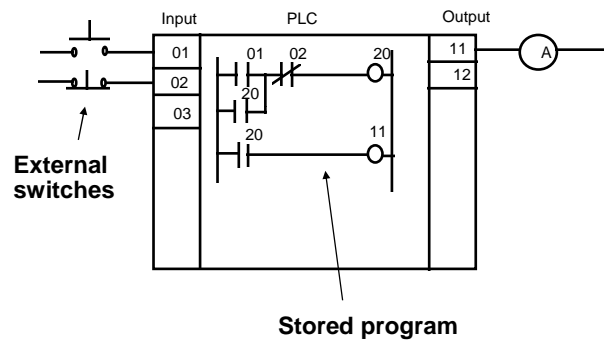 Input PLC Output
01 01 02 20 11 A
02 20 12
03 20 11
External
switches
Stored program